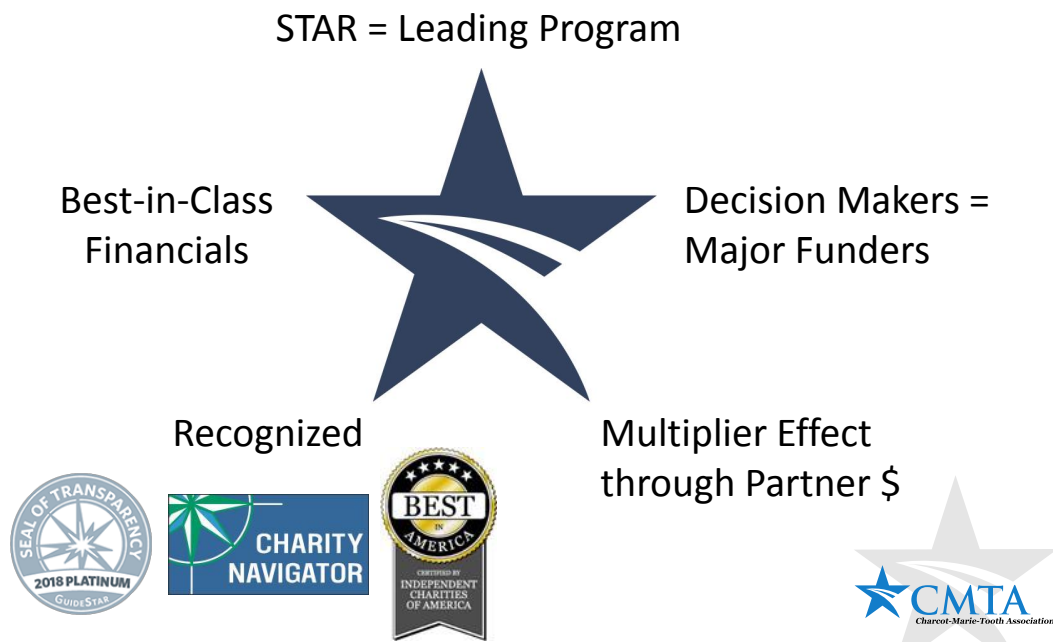 STAR = Leading Program
Best-in-Class
Financials
Decision Makers =
Major Funders
Recognized
Multiplier Effect
through Partner $
SEAL OF TRANSPARENCY
2018 PLATINUM
GUIDESTAR
CHARITY
NAVIGATOR
BEST
IN
AMERICA
CERTIFIED BY
INDEPENDENT
CHARITIES
OF AMERICA
CMTA
Charcot-Marie-Tooth Association